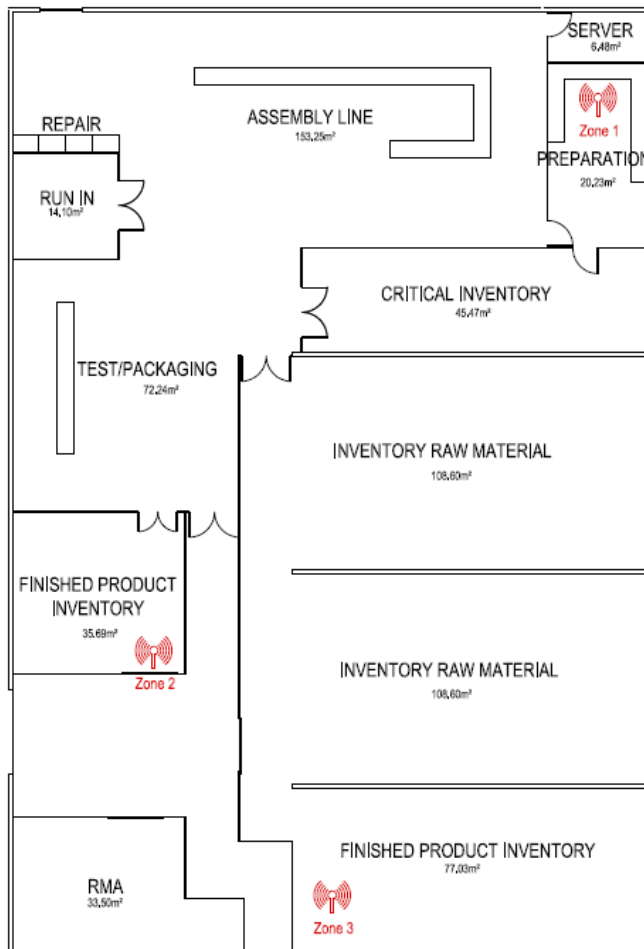 SERVER
6.48m²
Zone 1
ASSEMBLY LINE
153.25m²
REPAIR
PREPARATION
20.23m²
RUN IN
14.10m²
CRITICAL INVENTORY
45.47m²
TEST/PACKAGING
72.24m²
INVENTORY RAW MATERIAL
108.60m²
FINISHED PRODUCT
INVENTORY
35.69m²
Zone 2
INVENTORY RAW MATERIAL
108.60m²
FINISHED PRODUCT INVENTORY
77.03m²
RMA
33.50m²
Zone 3